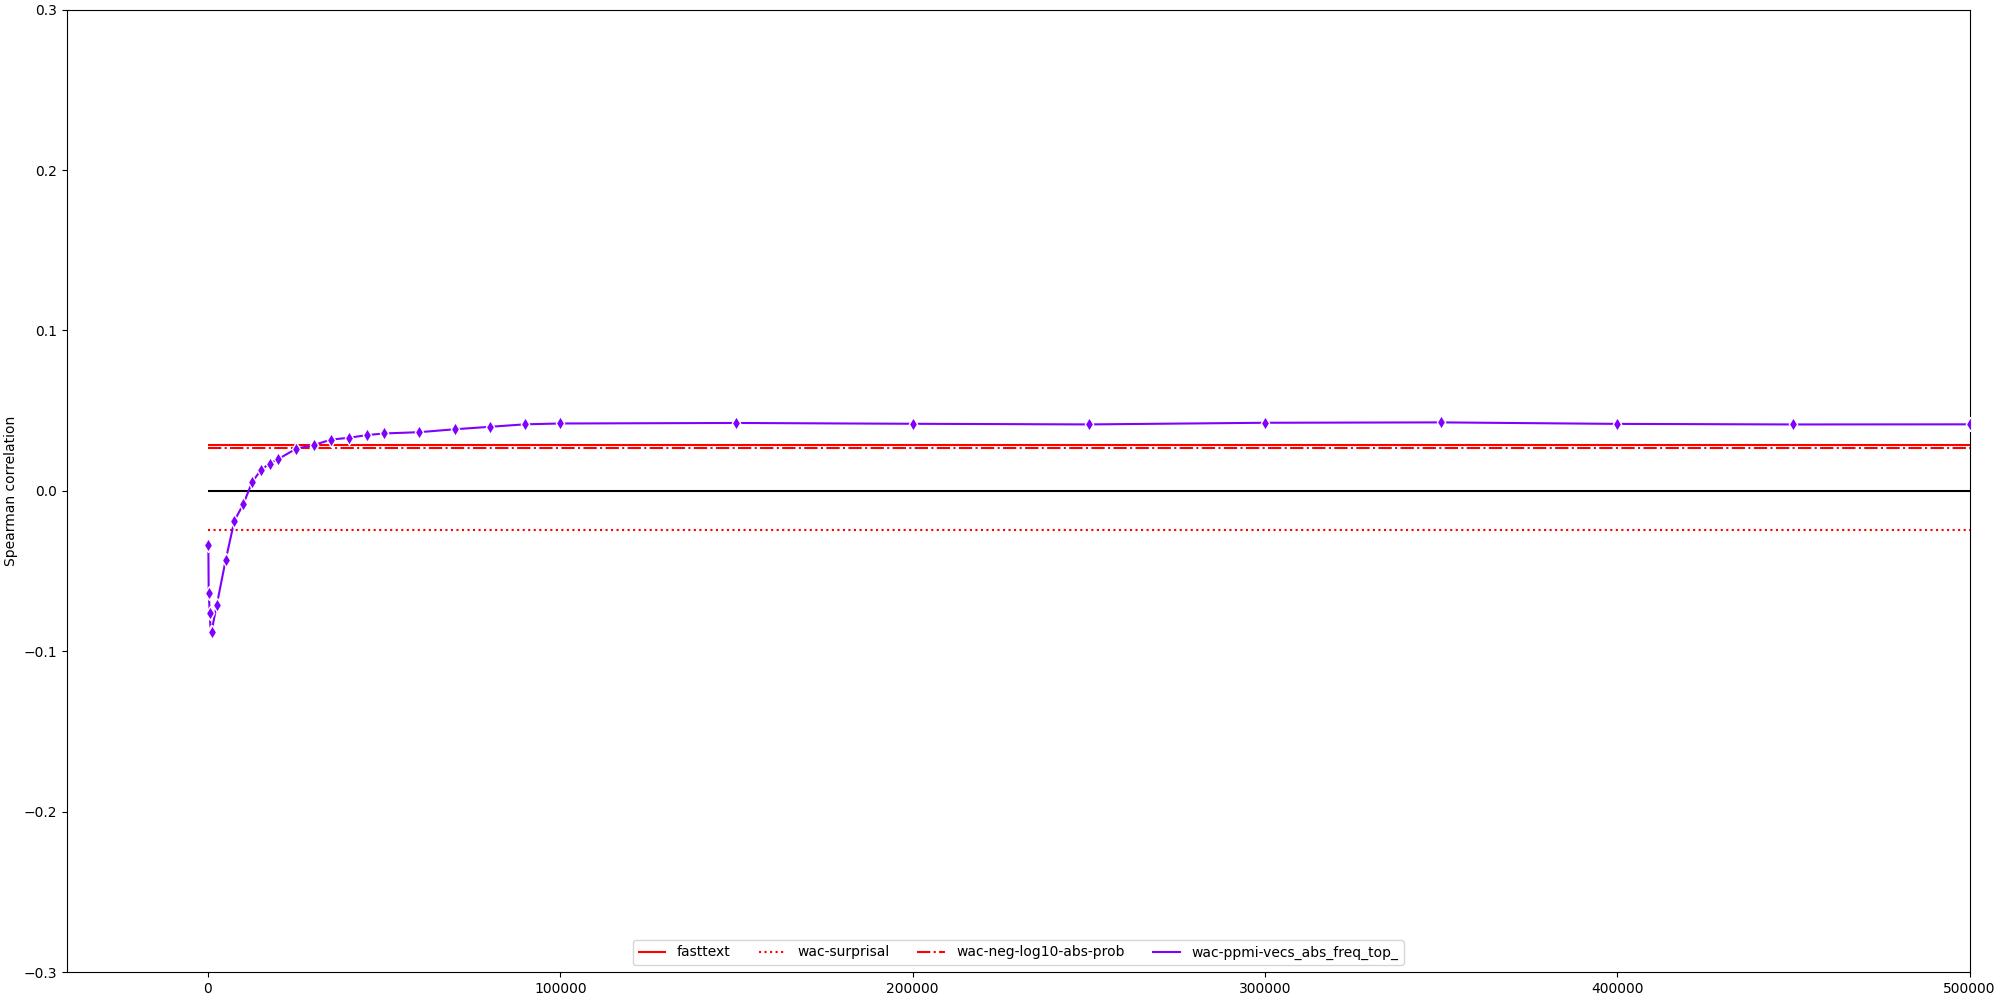 0.3
0.2
0.1
0.0
−0.1
−0.2
−0.3
Spearman correlation
0 100000 200000 300000 400000 500000
fasttext wac-surprisal wac-neg-log10-abs-prob wac-ppmi-vecs_abs_freq_top_